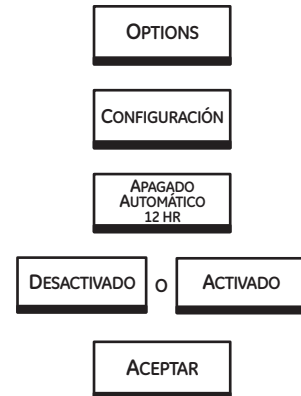 OPTIONS
CONFIGURACIÓN
APAGADO
AUTOMÁTICO
12 HR
DESACTIVADO O ACTIVADO
ACEPTAR